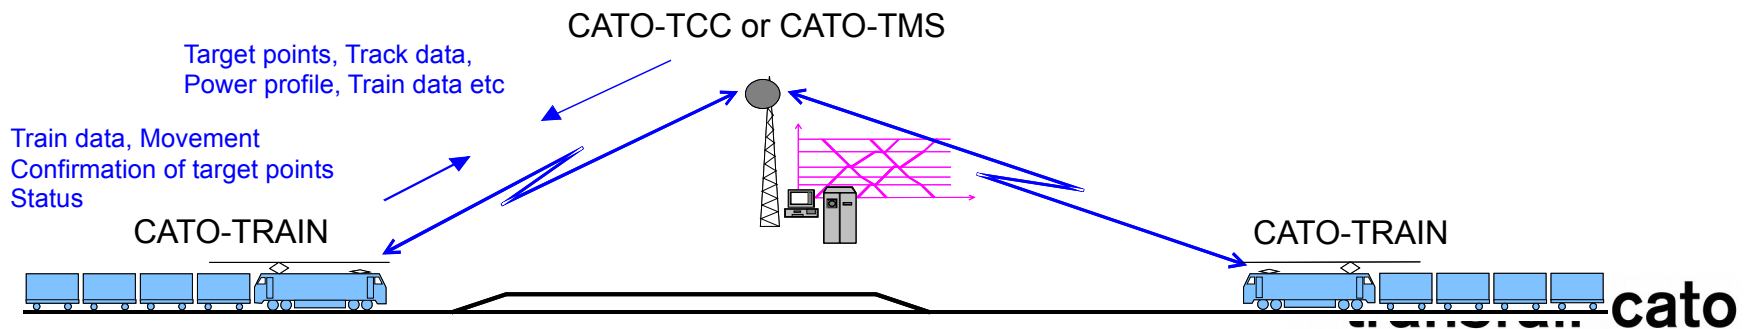 CATO-TCC or CATO-TMS
Target points, Track data,
Power profile, Train data etc
Train data, Movement
Confirmation of target points
Status
CATO-TRAIN
CATO-TRAIN
cato